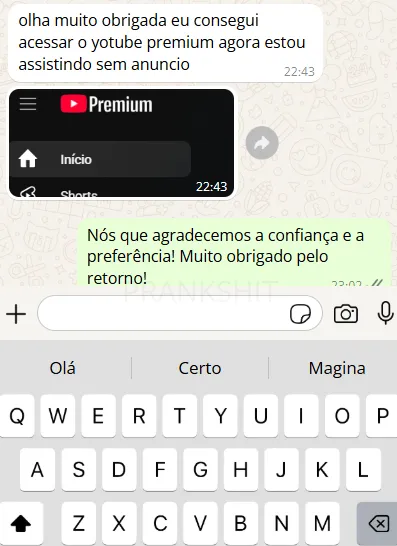 olha muito obrigada eu consegui
acessar o yotube premium agora estou
assistindo sem anuncio
22:43
Premium
Início
Shorts
22:43
Nós que agradecemos a confiança e a
preferência! Muito obrigado pelo
retorno!
23:02
PRANKSHIT
Olá
Certo
Magina
Q W E R T Y U I O P
A S D F G H J K L
Z X C V B N M